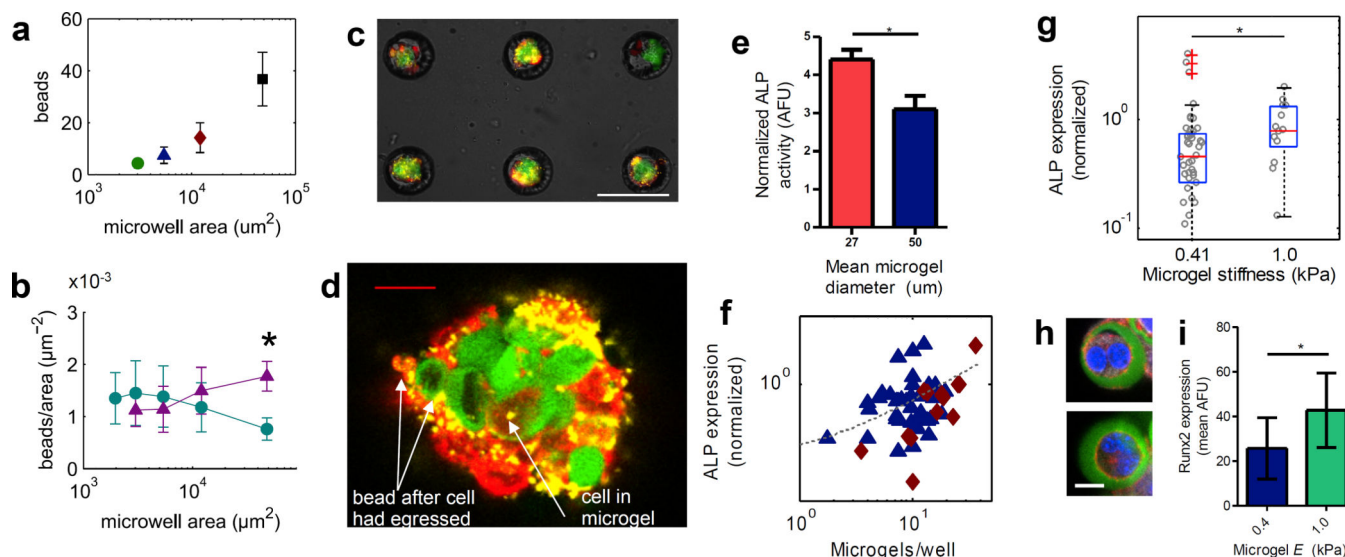 a
60
40
20
0
beads
10³ 10⁴ 10⁵
microwell area (um²)
b
x10⁻³
3
2
1
0
beads/area (μm⁻²)
*
10³ 10⁴
microwell area (μm²)
c
d
bead after cell
had egressed
cell in
microgel
e
*
5
4
3
2
1
0
Normalized ALP
activity (AFU)
27 50
Mean microgel
diameter (um)
f
10⁰
ALP expression
(normalized)
10⁰ 10¹
Microgels/well
g
*
10⁰
10⁻¹
ALP expression
(normalized)
0.41 1.0
Microgel stiffness (kPa)
h
i
*
80
60
40
20
0
Runx2 expression
(mean AFU)
0.4 1.0
Microgel E (kPa)